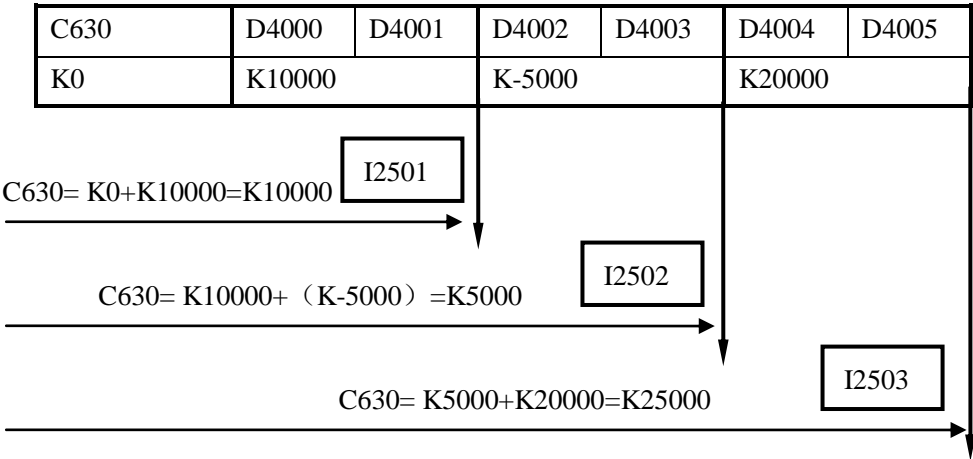 C630 D4000 D4001 D4002 D4003 D4004 D4005
K0 K10000 K-5000 K20000
I2501
C630= K0+K10000=K10000
I2502
C630= K10000+（K-5000）=K5000
I2503
C630= K5000+K20000=K25000